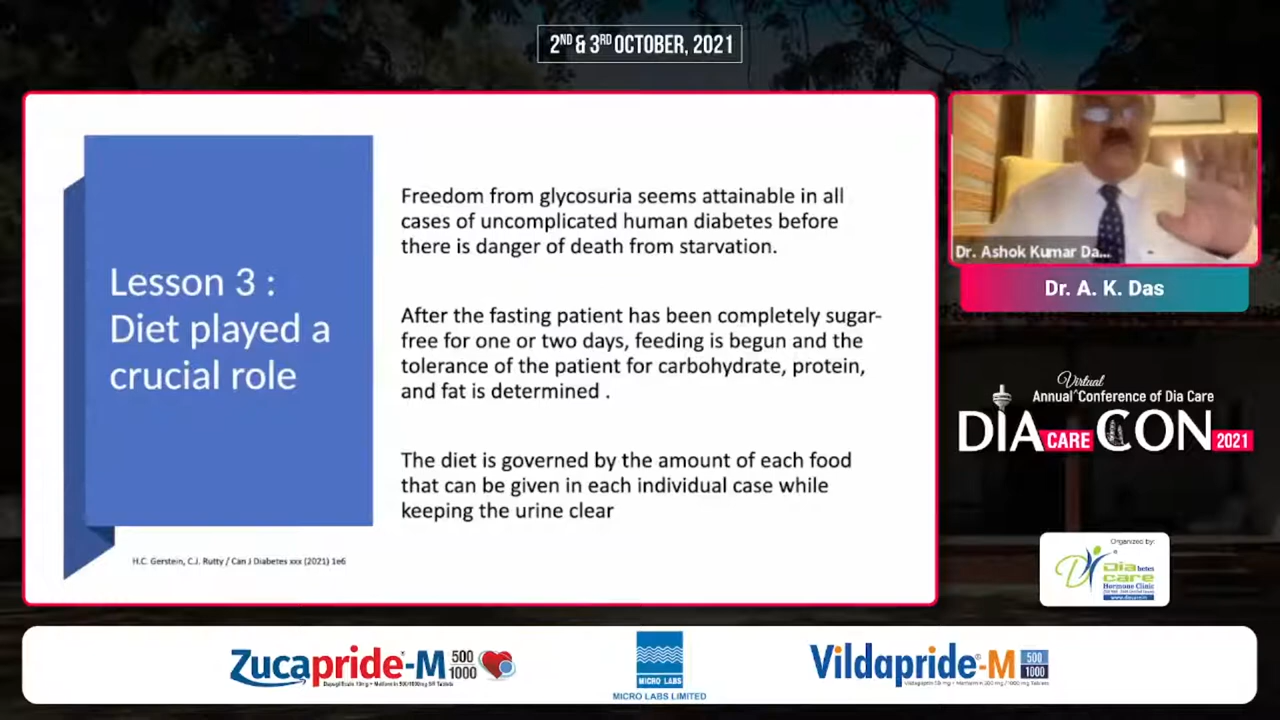 2ND & 3RD OCTOBER, 2021
Lesson 3 :
Diet played a
crucial role
Freedom from glycosuria seems attainable in all
cases of uncomplicated human diabetes before
there is danger of death from starvation.
After the fasting patient has been completely sugar-
free for one or two days, feeding is begun and the
tolerance of the patient for carbohydrate, protein,
and fat is determined .
The diet is governed by the amount of each food
that can be given in each individual case while
keeping the urine clear
H.C. Gerstein, C.J. Rutty / Can J Diabetes xxx (2021) 1e6
Dr. Ashok Kumar Da...
Dr. A. K. Das
Virtual
Annual^Conference of Dia Care
DIA CARE CON 2021
Organized by:
Diabetes
care
Hormone Clinic
Zucapride-M 500
1000
MICRO LABS
MICRO LABS LIMITED
Vildapride®-M 500
1000